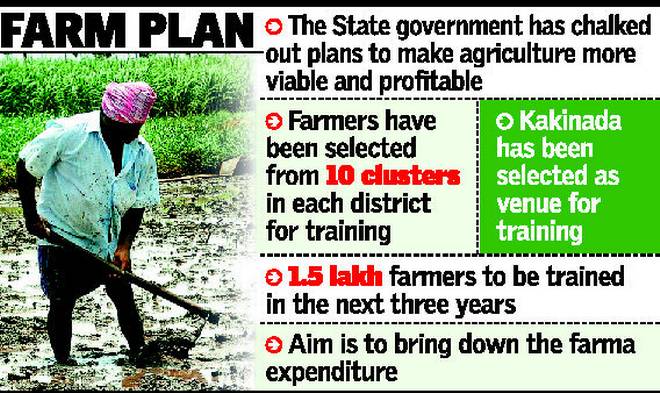 FARM PLAN
The State government has chalked
out plans to make agriculture more
viable and profitable
Farmers have
been selected
from 10 clusters
in each district
for training
Kakinada
has been
selected as
venue for
training
1.5 lakh farmers to be trained
in the next three years
Aim is to bring down the farma
expenditure